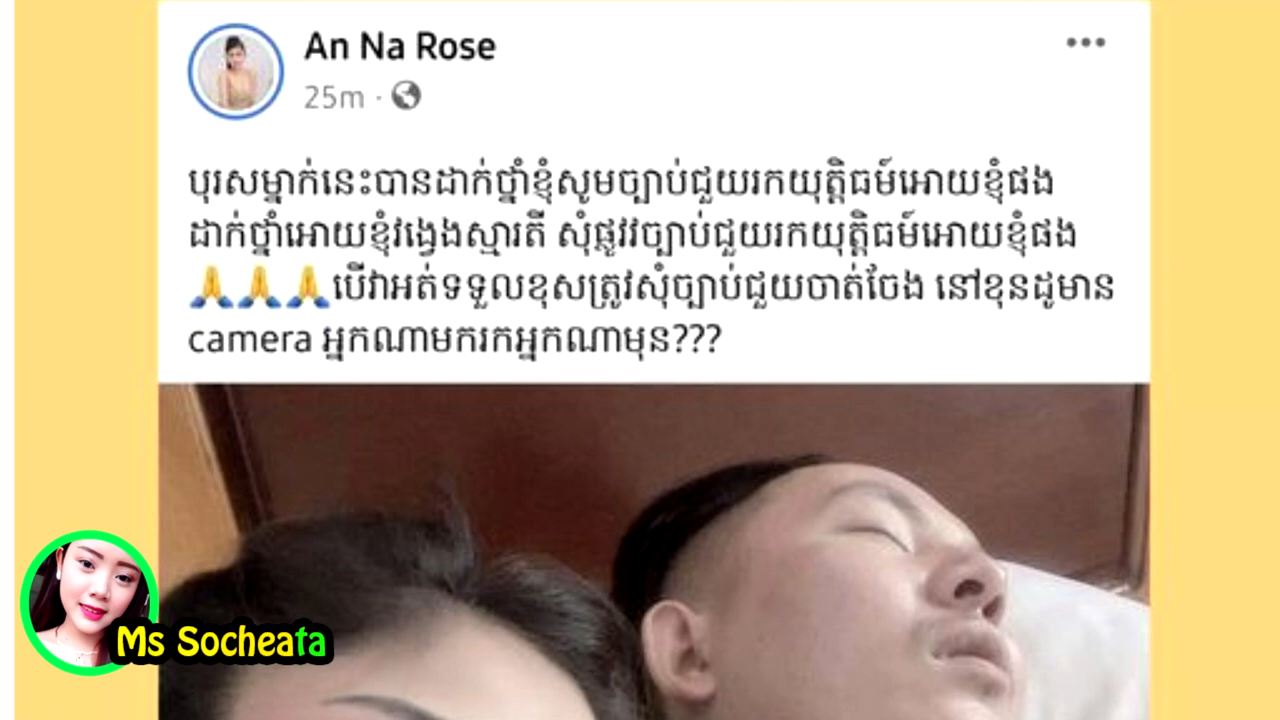 An Na Rose
25m ·
បុរសម្នាក់នេះបានដាក់ថ្នាំខ្ញុំសូមច្បាប់ជួយរកយុត្តិធម៍អោយខ្ញុំផង
ដាក់ថ្នាំអោយខ្ញុំវង្វេងស្មារតី សុំផ្លូវវច្បាប់ជួយរកយុត្តិធម៍អោយខ្ញុំផង
🙏🙏🙏បើវាអត់ទទួលខុសត្រូវសុំច្បាប់ជួយចាត់ចែង នៅខុនដូមាន
camera អ្នកណាមករកអ្នកណាមុន???
Ms Socheata